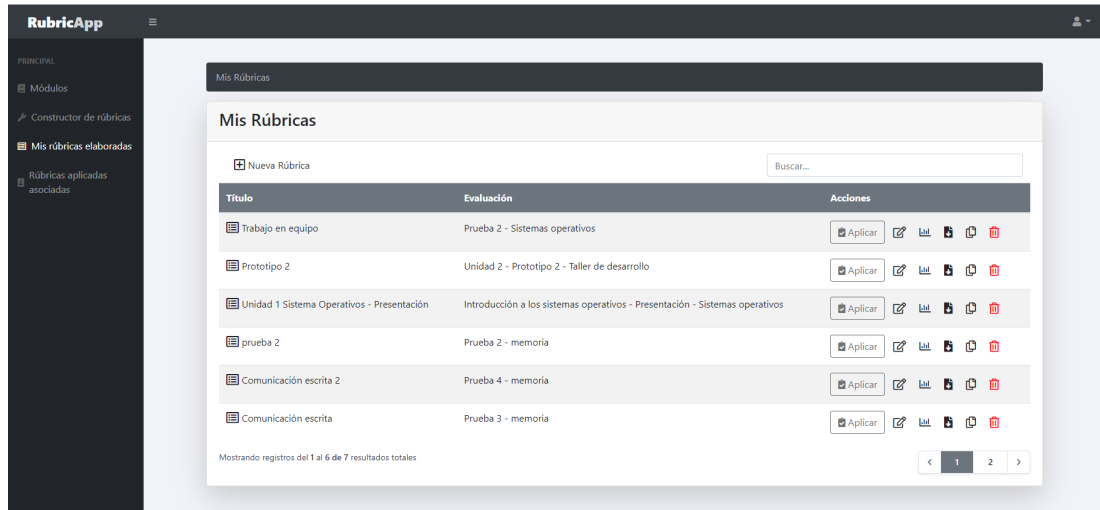 RubricApp
PRINCIPAL
Módulos
Constructor de rúbricas
Mis rúbricas elaboradas
Rúbricas aplicadas
asociadas
Mis Rúbricas
Mis Rúbricas
Nueva Rúbrica
Buscar...
Título Evaluación Acciones
Trabajo en equipo Prueba 2 - Sistemas operativos Aplicar
Prototipo 2 Unidad 2 - Prototipo 2 - Taller de desarrollo Aplicar
Unidad 1 Sistema Operativos - Presentación Introducción a los sistemas operativos - Presentación - Sistemas operativos Aplicar
prueba 2 Prueba 2 - memoria Aplicar
Comunicación escrita 2 Prueba 4 - memoria Aplicar
Comunicación escrita Prueba 3 - memoria Aplicar
Mostrando registros del 1 al 6 de 7 resultados totales
‹ 1 2 ›